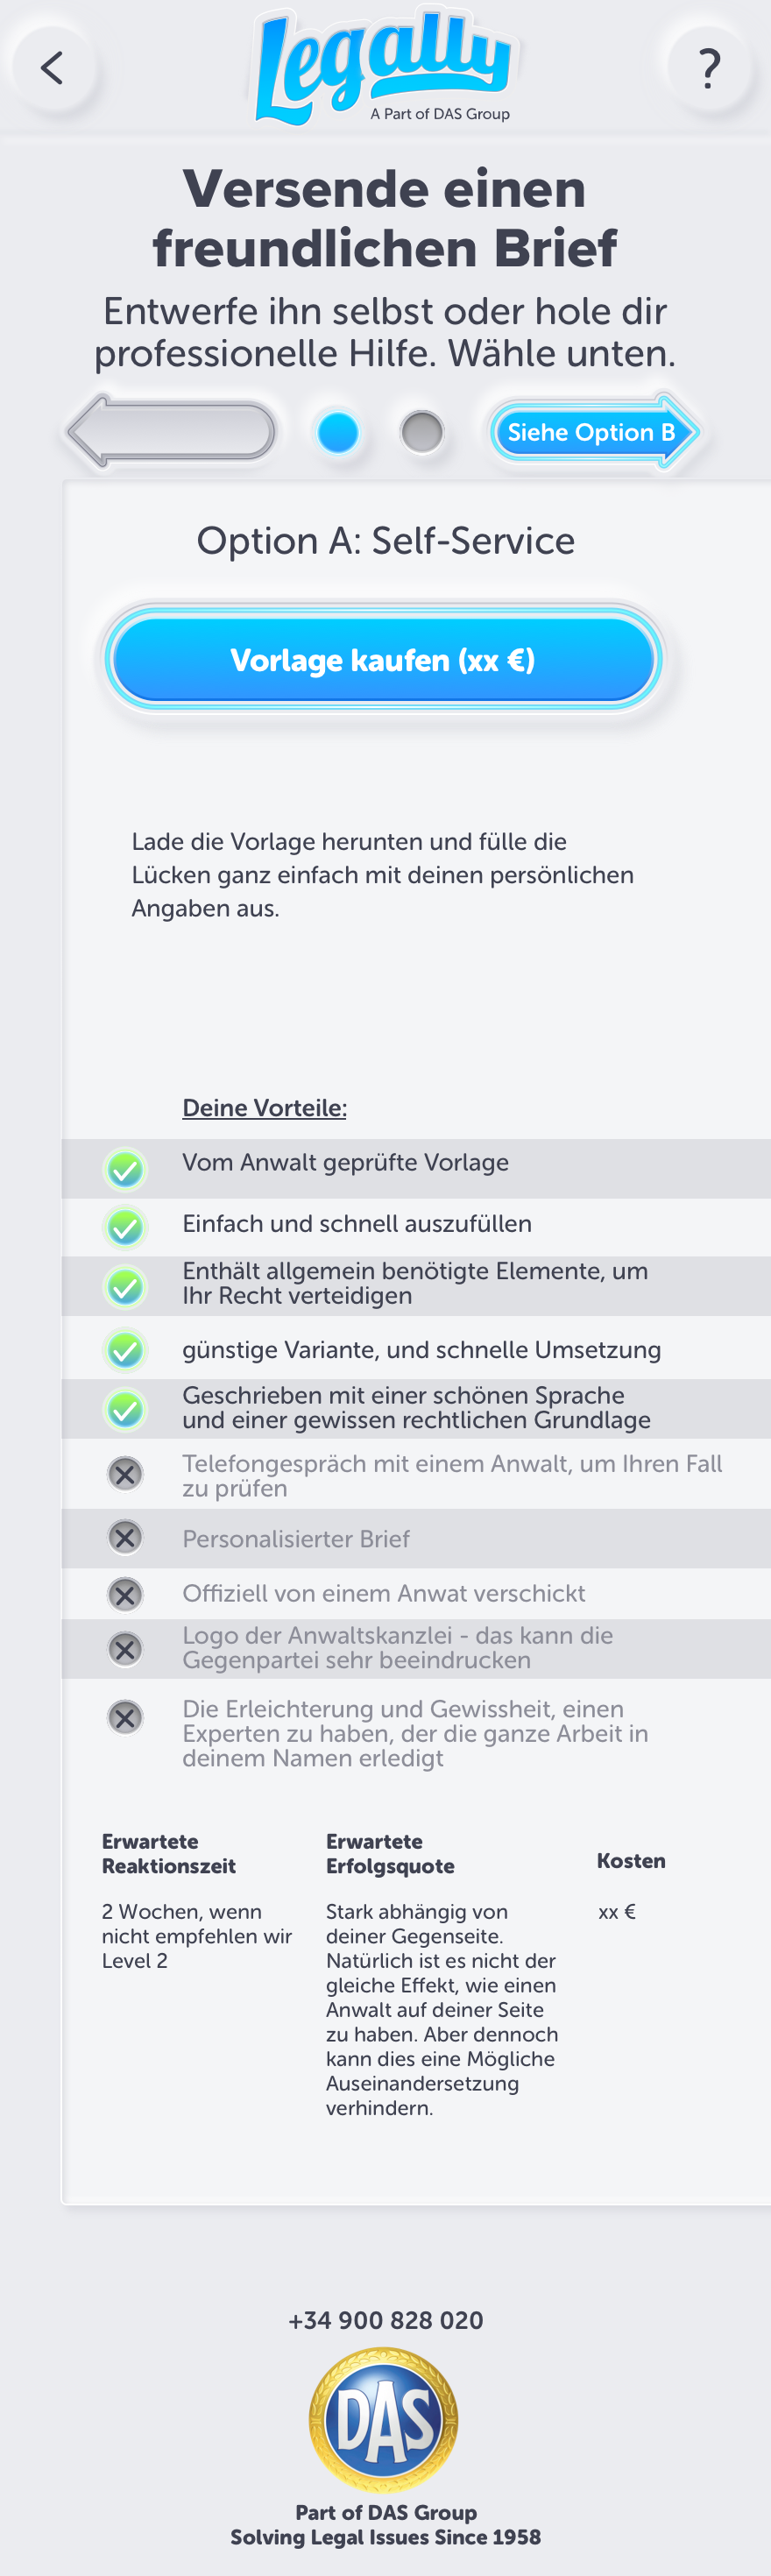 Legally
A Part of DAS Group
?
Versende einen
freundlichen Brief
Entwerfe ihn selbst oder hole dir
professionelle Hilfe. Wähle unten.
Siehe Option B
Option A: Self-Service
Vorlage kaufen (xx €)
Lade die Vorlage herunten und fülle die
Lücken ganz einfach mit deinen persönlichen
Angaben aus.
Deine Vorteile:
Vom Anwalt geprüfte Vorlage
Einfach und schnell auszufüllen
Enthält allgemein benötigte Elemente, um
Ihr Recht verteidigen
günstige Variante, und schnelle Umsetzung
Geschrieben mit einer schönen Sprache
und einer gewissen rechtlichen Grundlage
Telefongespräch mit einem Anwalt, um Ihren Fall
zu prüfen
Personalisierter Brief
Offiziell von einem Anwat verschickt
Logo der Anwaltskanzlei - das kann die
Gegenpartei sehr beeindrucken
Die Erleichterung und Gewissheit, einen
Experten zu haben, der die ganze Arbeit in
deinem Namen erledigt
Erwartete
Reaktionszeit
2 Wochen, wenn
nicht empfehlen wir
Level 2
Erwartete
Erfolgsquote
Stark abhängig von
deiner Gegenseite.
Natürlich ist es nicht der
gleiche Effekt, wie einen
Anwalt auf deiner Seite
zu haben. Aber dennoch
kann dies eine Mögliche
Auseinandersetzung
verhindern.
Kosten
xx €
+34 900 828 020
DAS
Part of DAS Group
Solving Legal Issues Since 1958